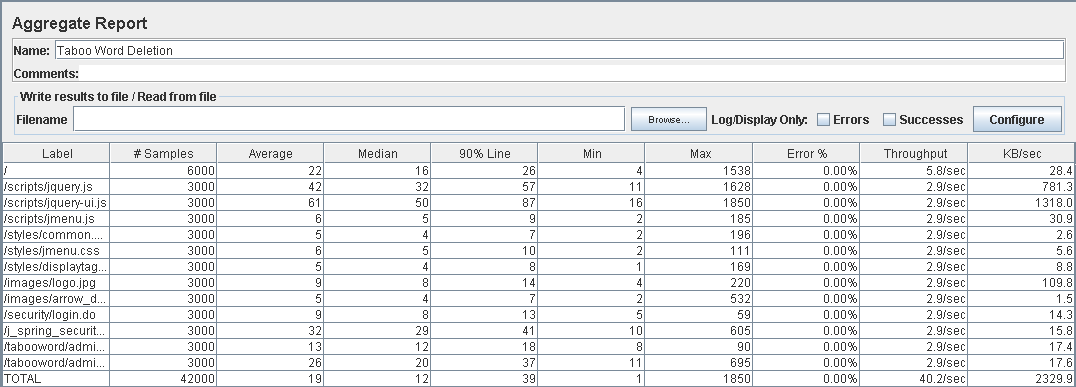 Aggregate Report
Name: Taboo Word Deletion
Comments:
Write results to file / Read from file
Filename Browse... Log/Display Only: Errors Successes Configure
Label # Samples Average Median 90% Line Min Max Error % Throughput KB/sec
/ 6000 22 16 26 4 1538 0.00% 5.8/sec 28.4
/scripts/jquery.js 3000 42 32 57 11 1628 0.00% 2.9/sec 781.3
/scripts/jquery-ui.js 3000 61 50 87 16 1850 0.00% 2.9/sec 1318.0
/scripts/jmenu.js 3000 6 5 9 2 185 0.00% 2.9/sec 30.9
/styles/common.... 3000 5 4 7 2 196 0.00% 2.9/sec 2.6
/styles/jmenu.css 3000 6 5 10 2 111 0.00% 2.9/sec 5.6
/styles/displaytag... 3000 5 4 8 1 169 0.00% 2.9/sec 8.8
/images/logo.jpg 3000 9 8 14 4 220 0.00% 2.9/sec 109.8
/images/arrow_d... 3000 5 4 7 2 532 0.00% 2.9/sec 1.5
/security/login.do 3000 9 8 13 5 59 0.00% 2.9/sec 14.3
/j_spring_securit... 3000 32 29 41 10 605 0.00% 2.9/sec 15.8
/tabooword/admi... 3000 13 12 18 8 90 0.00% 2.9/sec 17.4
/tabooword/admi... 3000 26 20 37 11 695 0.00% 2.9/sec 17.6
TOTAL 42000 19 12 39 1 1850 0.00% 40.2/sec 2329.9